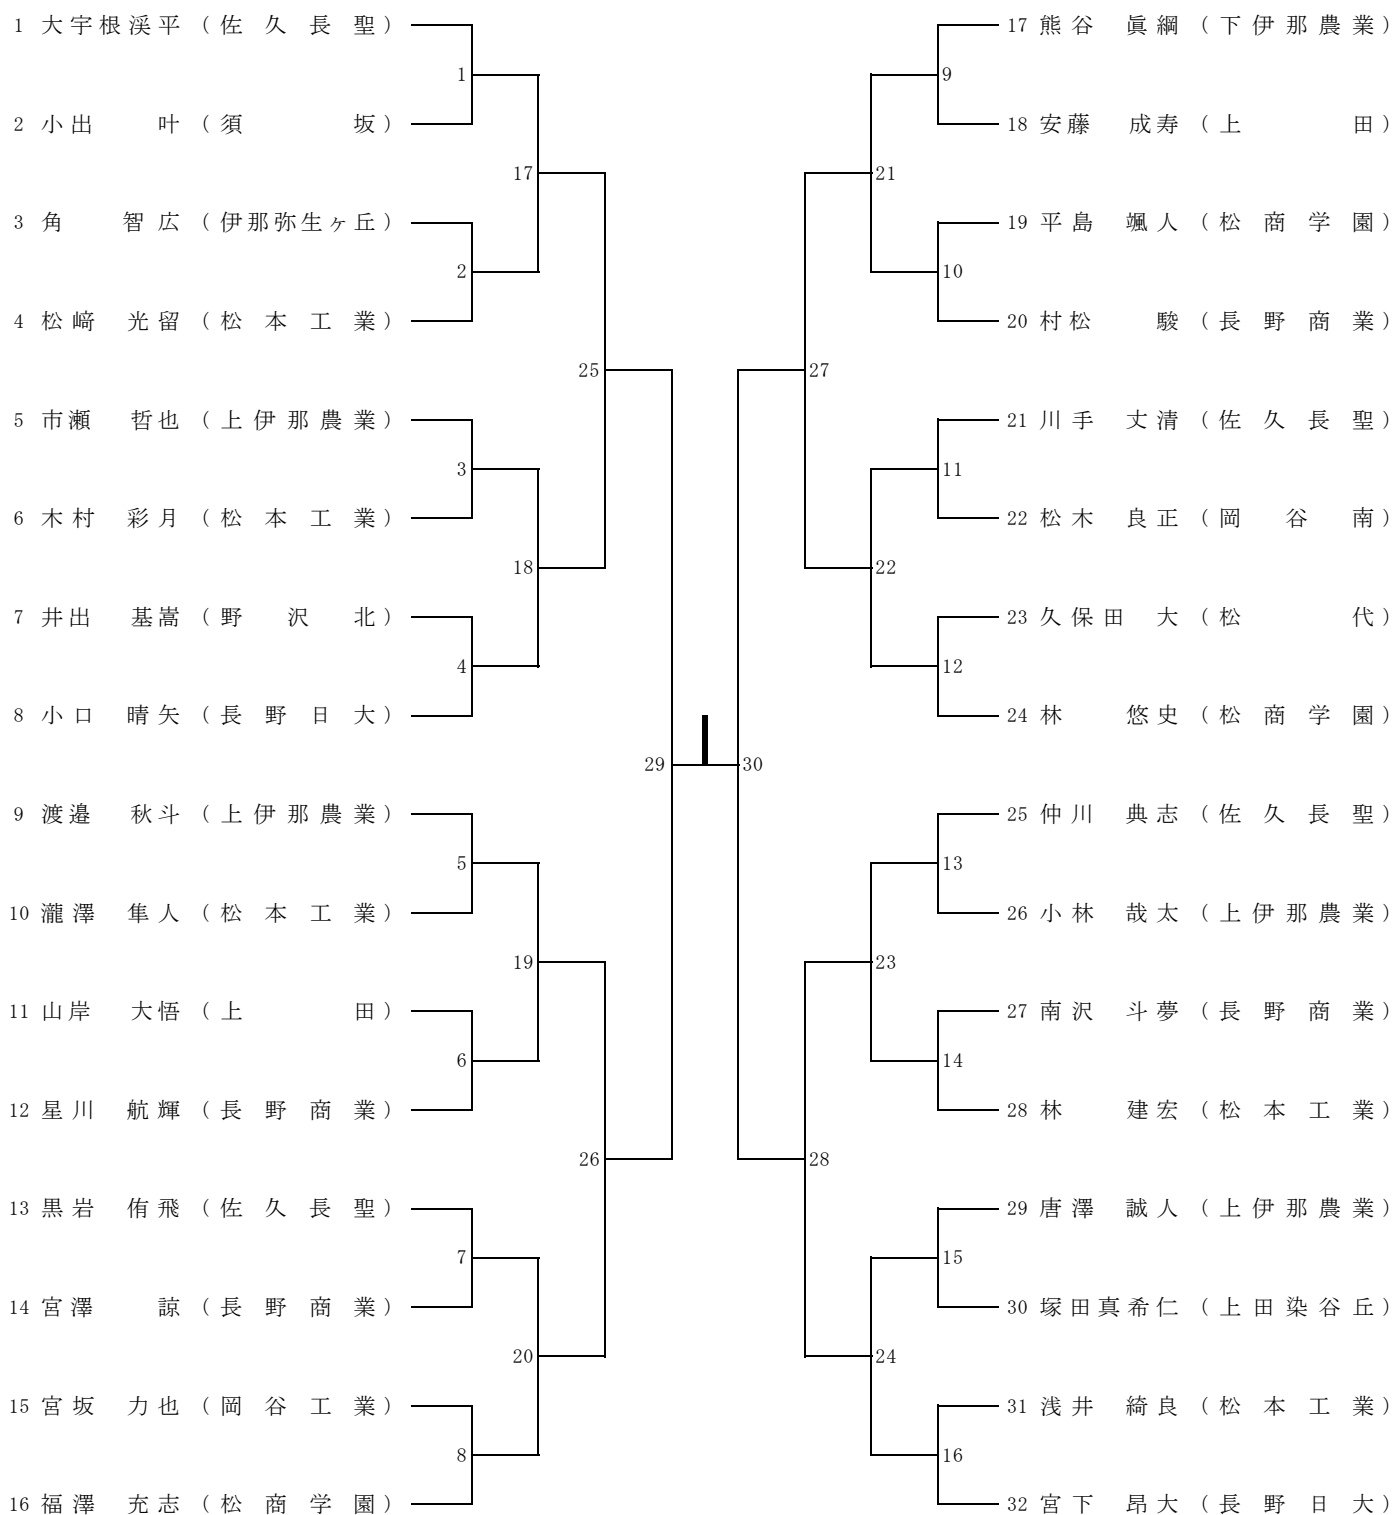 1 大宇根渓平（佐久長聖）
2 小出 叶（須坂）
3 角 智広（伊那弥生ヶ丘）
4 松﨑 光留（松本工業）
5 市瀬 哲也（上伊那農業）
6 木村 彩月（松本工業）
7 井出 基嵩（野沢北）
8 小口 晴矢（長野日大）
9 渡邉 秋斗（上伊那農業）
10 瀧澤 隼人（松本工業）
11 山岸 大悟（上田）
12 星川 航輝（長野商業）
13 黒岩 侑飛（佐久長聖）
14 宮澤 諒（長野商業）
15 宮坂 力也（岡谷工業）
16 福澤 充志（松商学園）
1
2
3
4
5
6
7
8
17
18
19
20
25
26
29
30
27
28
21
22
23
24
9
10
11
12
13
14
15
16
17 熊谷 眞綱（下伊那農業）
18 安藤 成寿（上田）
19 平島 颯人（松商学園）
20 村松 駿（長野商業）
21 川手 丈清（佐久長聖）
22 松木 良正（岡谷南）
23 久保田 大（松代）
24 林 悠史（松商学園）
25 仲川 典志（佐久長聖）
26 小林 哉太（上伊那農業）
27 南沢 斗夢（長野商業）
28 林 建宏（松本工業）
29 唐澤 誠人（上伊那農業）
30 塚田真希仁（上田染谷丘）
31 浅井 綺良（松本工業）
32 宮下 昂大（長野日大）